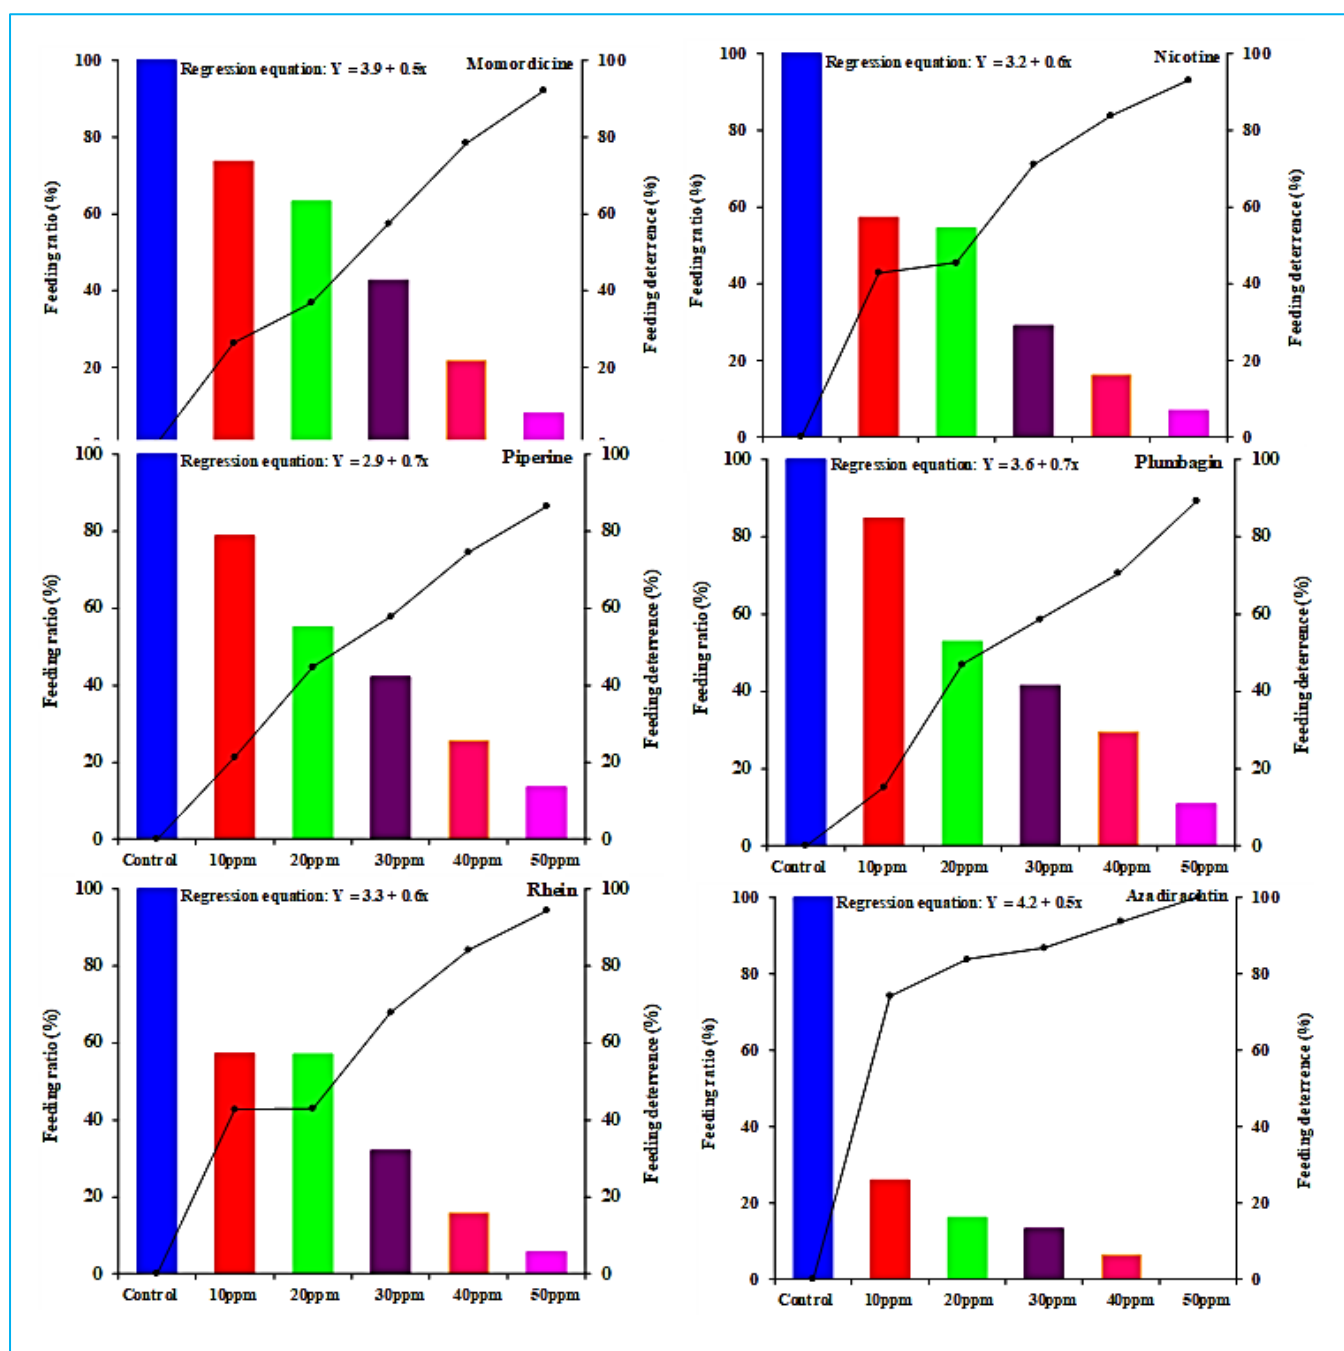 Regression equation: Y = 3.9 + 0.5x
Momordicine
100
80
60
40
20
Feeding ratio (%)
100
80
60
40
20
Feeding deterrence (%)
Regression equation: Y = 3.2 + 0.6x
Nicotine
100
80
60
40
20
0
Feeding ratio (%)
100
80
60
40
20
0
Feeding deterrence (%)
Regression equation: Y = 2.9 + 0.7x
Piperine
100
80
60
40
20
0
Feeding ratio (%)
100
80
60
40
20
0
Feeding deterrence (%)
Control 10ppm 20ppm 30ppm 40ppm 50ppm
Regression equation: Y = 3.6 + 0.7x
Plumbagin
100
80
60
40
20
0
Feeding ratio (%)
100
80
60
40
20
0
Feeding deterrence (%)
Control 10ppm 20ppm 30ppm 40ppm 50ppm
Regression equation: Y = 3.3 + 0.6x
Rhein
100
80
60
40
20
0
Feeding ratio (%)
100
80
60
40
20
0
Feeding deterrence (%)
Control 10ppm 20ppm 30ppm 40ppm 50ppm
Regression equation: Y = 4.2 + 0.5x
Azadirachtin
100
80
60
40
20
0
Feeding ratio (%)
100
80
60
40
20
0
Feeding deterrence (%)
Control 10ppm 20ppm 30ppm 40ppm 50ppm